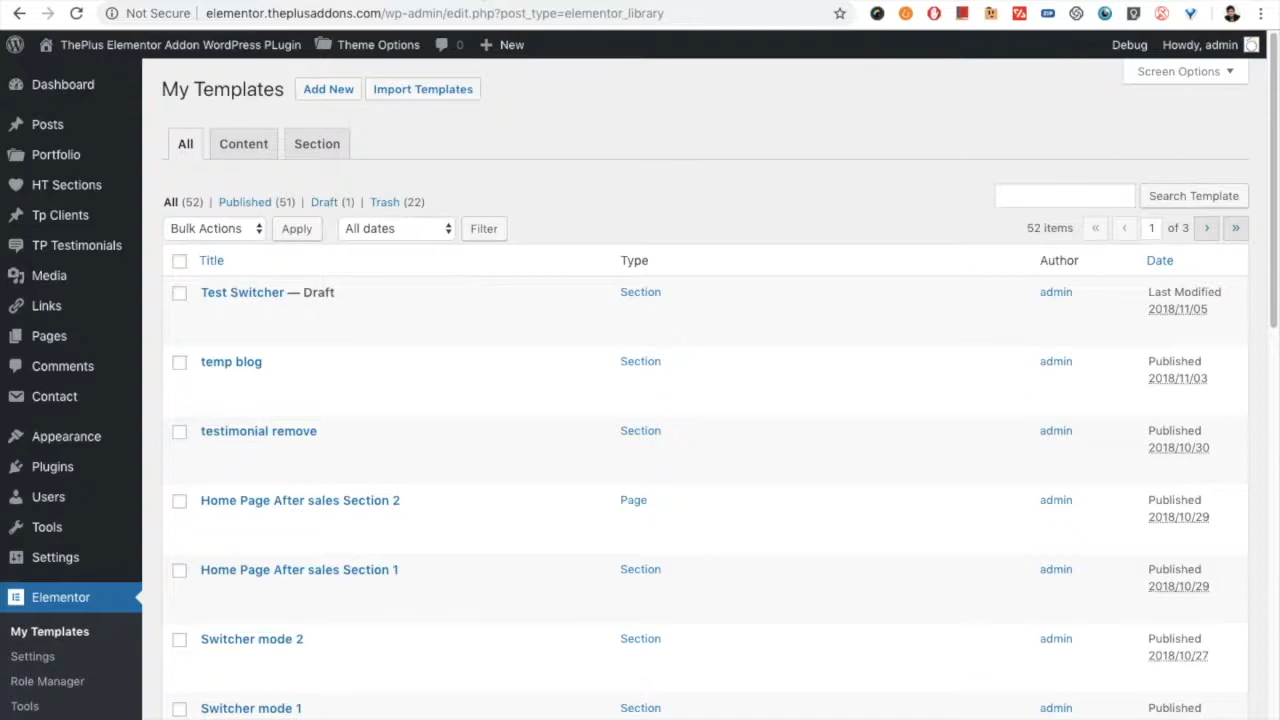 Not Secure | elementor.theplusaddons.com/wp-admin/edit.php?post_type=elementor_library
ThePlus Elementor Addon WordPress PLugin Theme Options 0 New Debug Howdy, admin
Screen Options ▼
Dashboard
Posts
Portfolio
HT Sections
Tp Clients
TP Testimonials
Media
Links
Pages
Comments
Contact
Appearance
Plugins
Users
Tools
Settings
Elementor
My Templates
Settings
Role Manager
Tools
My Templates Add New Import Templates
All Content Section
All (52) | Published (51) | Draft (1) | Trash (22)
Search Template
Bulk Actions Apply All dates Filter 52 items « ‹ 1 of 3 › »
Title Type Author Date
Test Switcher — Draft Section admin Last Modified
2018/11/05
temp blog Section admin Published
2018/11/03
testimonial remove Section admin Published
2018/10/30
Home Page After sales Section 2 Page admin Published
2018/10/29
Home Page After sales Section 1 Section admin Published
2018/10/29
Switcher mode 2 Section admin Published
2018/10/27
Switcher mode 1 Section admin Published